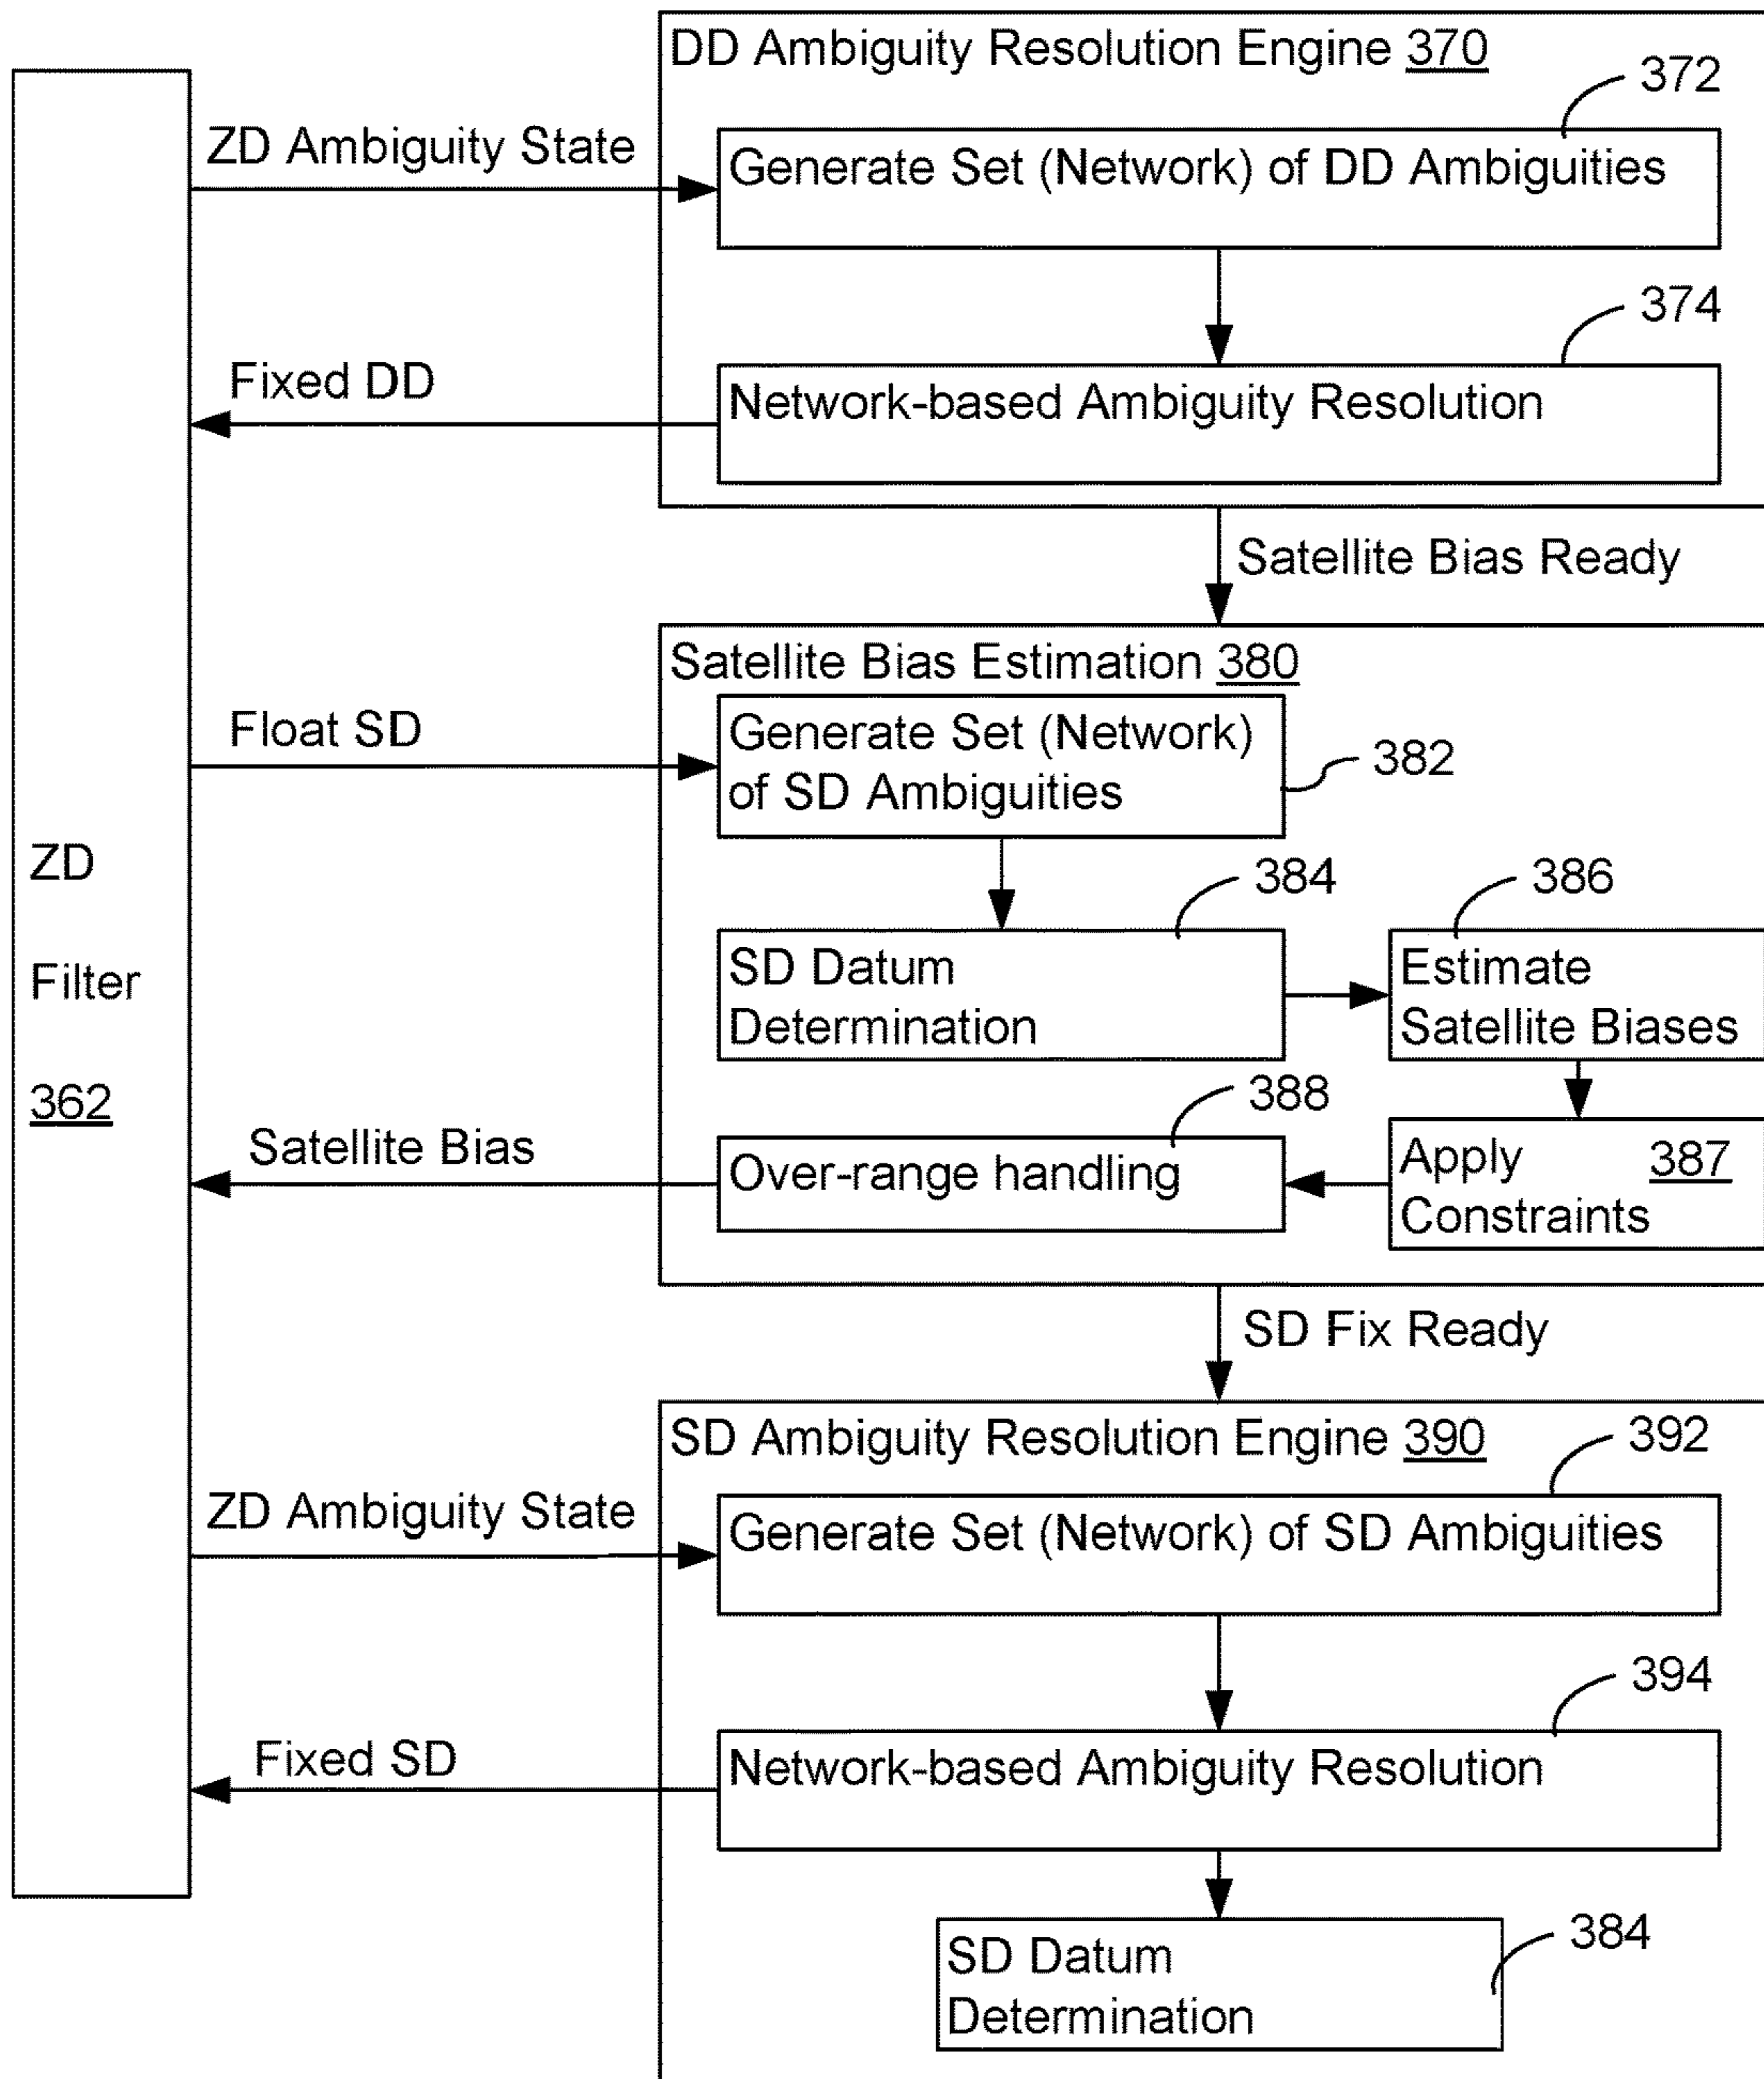 DD Ambiguity Resolution Engine 370
372
ZD Ambiguity State
Generate Set (Network) of DD Ambiguities
374
Fixed DD
Network-based Ambiguity Resolution
Satellite Bias Ready
Satellite Bias Estimation 380
Float SD
Generate Set (Network)
of SD Ambiguities
382
ZD
Filter
362
384
386
SD Datum
Determination
Estimate
Satellite Biases
388
Satellite Bias
Over-range handling
Apply 387
Constraints
SD Fix Ready
SD Ambiguity Resolution Engine 390
392
ZD Ambiguity State
Generate Set (Network) of SD Ambiguities
394
Fixed SD
Network-based Ambiguity Resolution
384
SD Datum
Determination